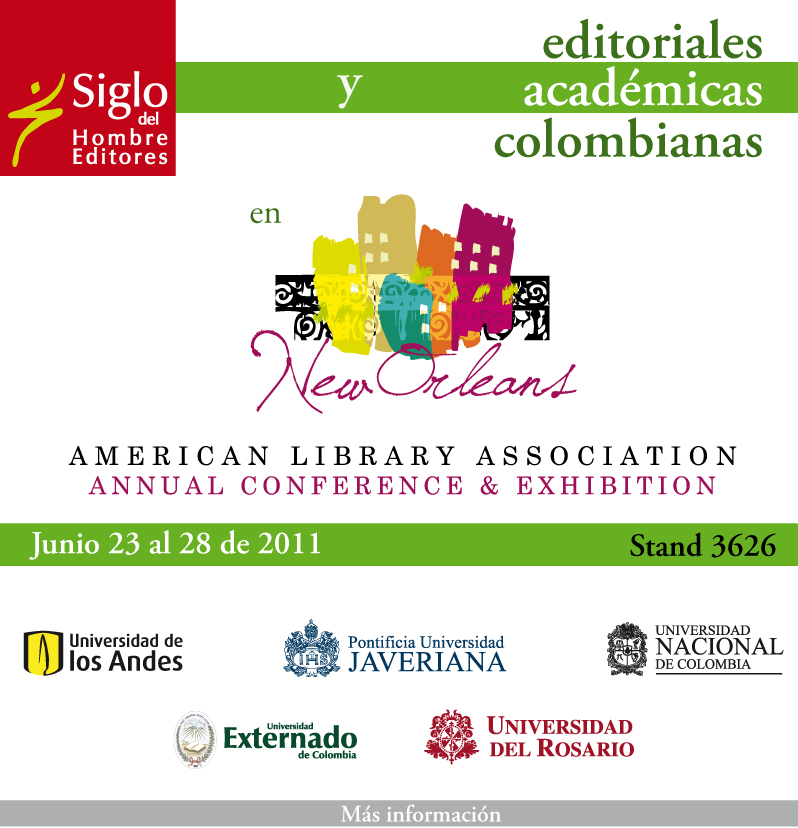 Siglo
del
Hombre
Editores
y
editoriales
académicas
colombianas
en
New Orleans
AMERICAN LIBRARY ASSOCIATION
ANNUAL CONFERENCE & EXHIBITION
Junio 23 al 28 de 2011
Stand 3626
Universidad de
los Andes
IHS
Pontificia Universidad
JAVERIANA
UNIVERSIDAD
NACIONAL
DE COLOMBIA
Universidad
Externado
de Colombia
UNIVERSIDAD
DEL ROSARIO
Más información